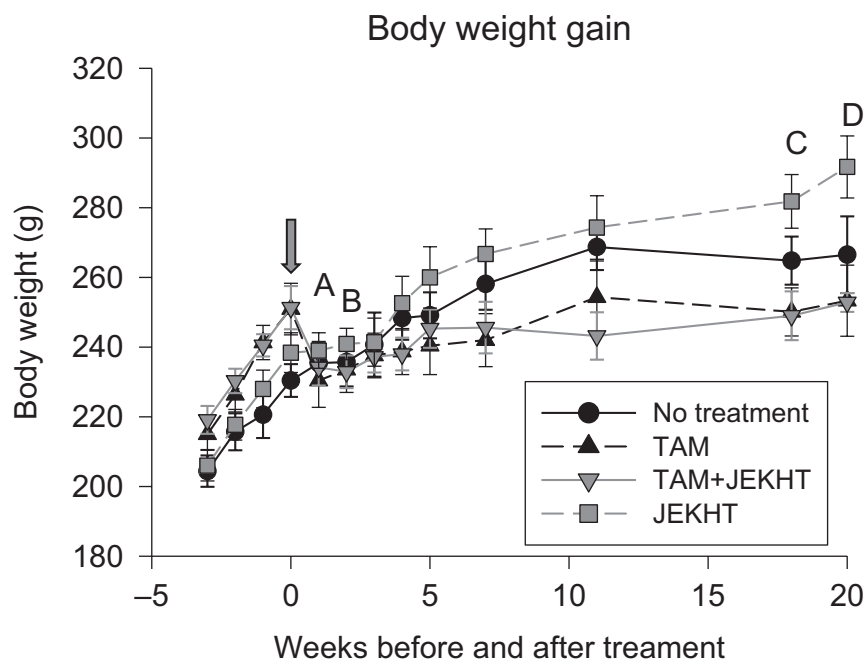 Body weight gain
320
300
280
260
240
220
200
180
Body weight (g)
A
B
C
D
No treatment
TAM
TAM+JEKHT
JEKHT
–5
0
5
10
15
20
Weeks before and after treament